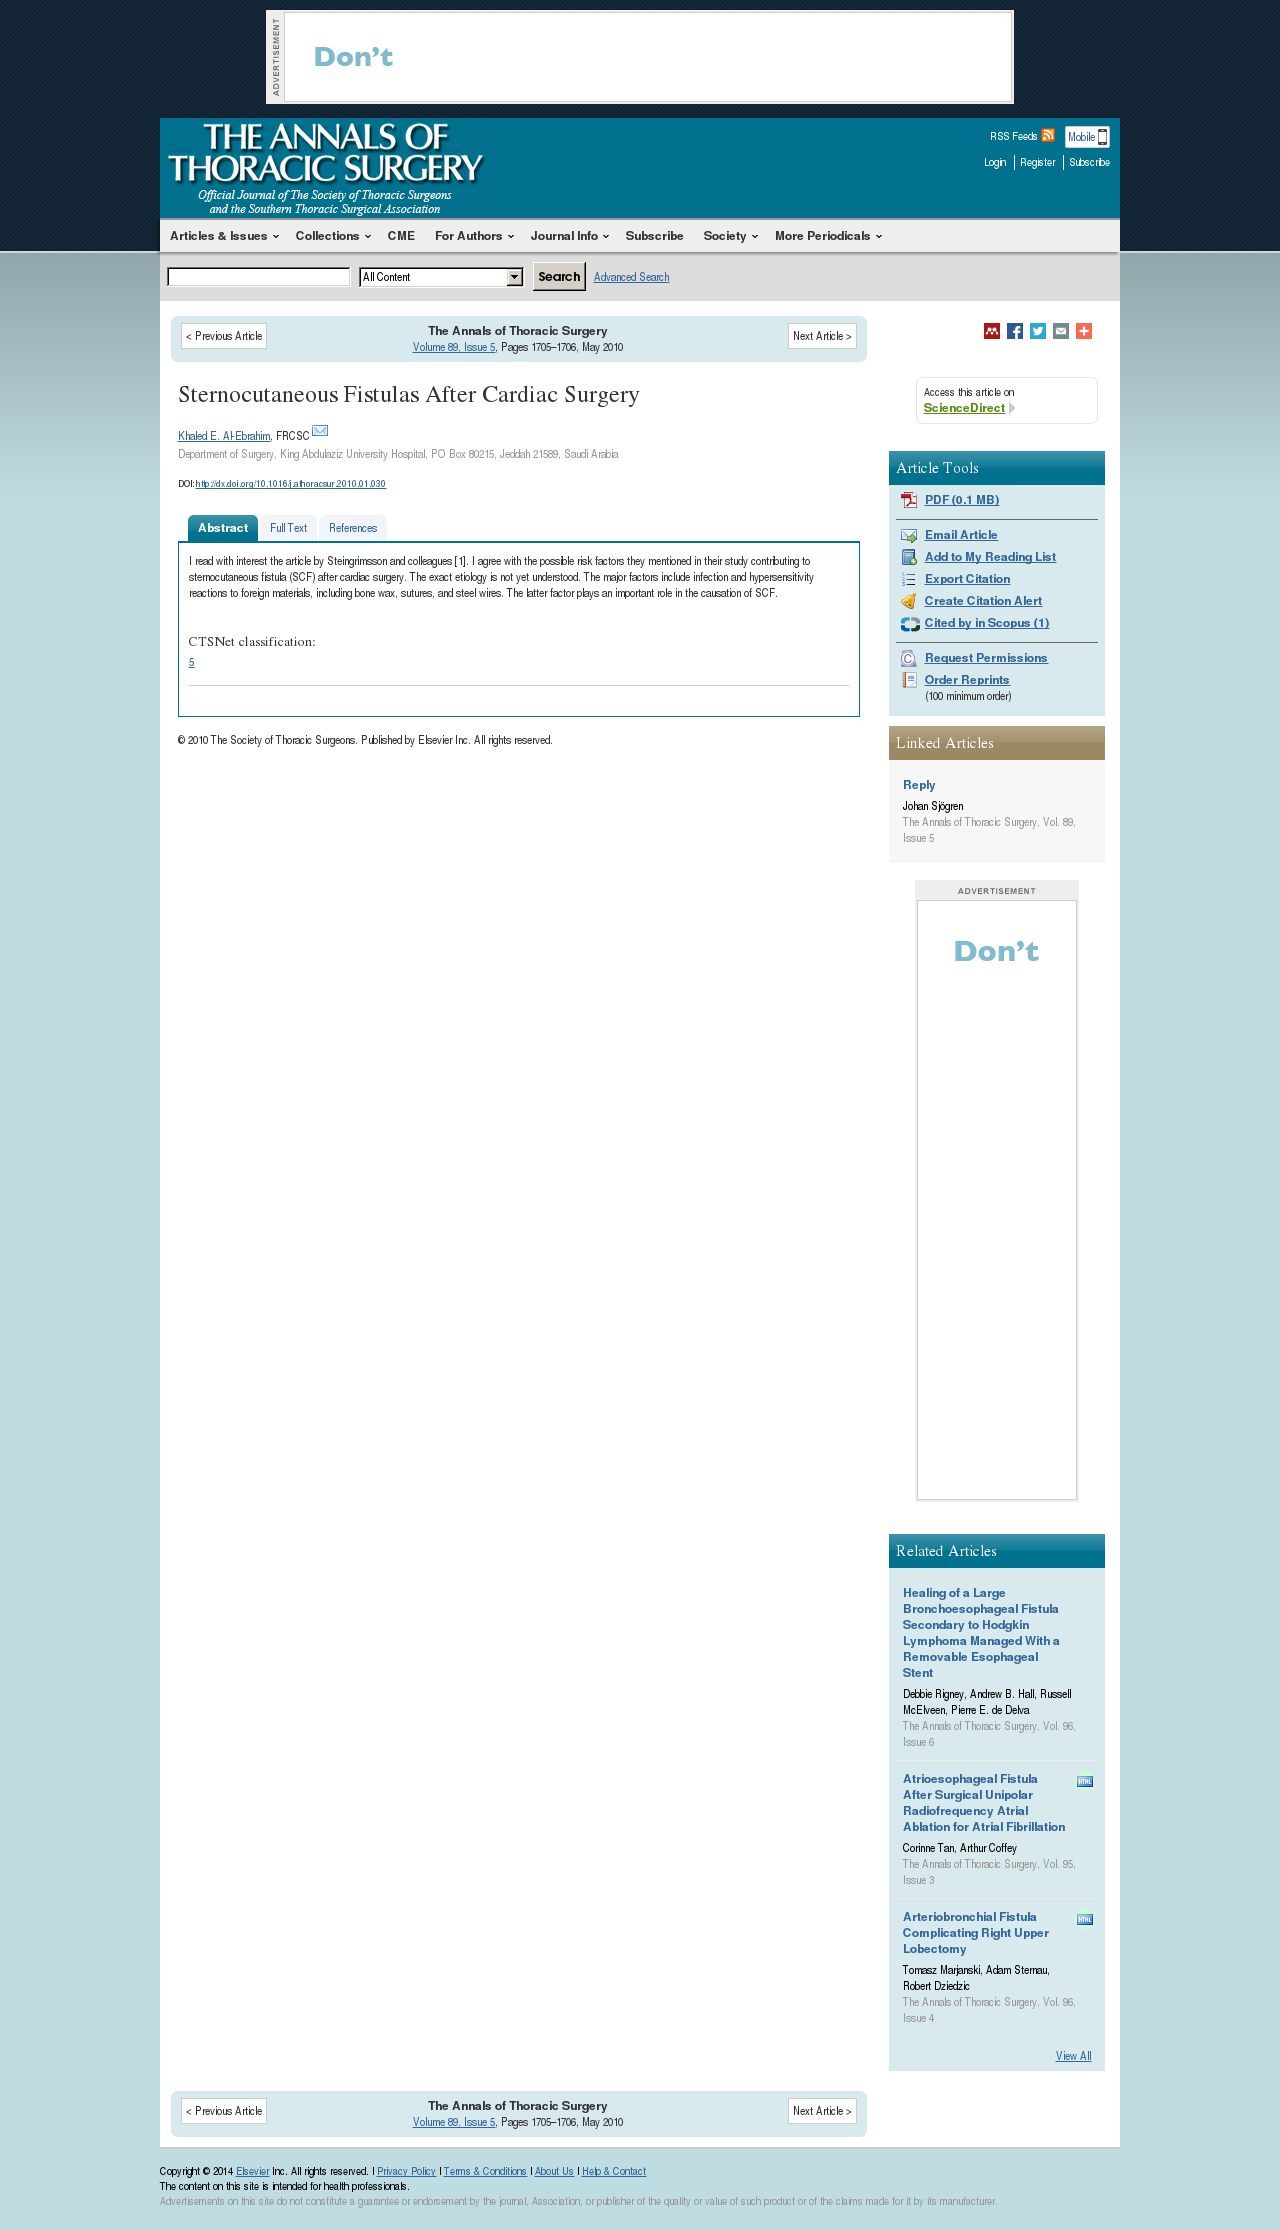 ADVERTISEMENT
Don't
THE ANNALS OF
THORACIC SURGERY
Official Journal of The Society of Thoracic Surgeons
and the Southern Thoracic Surgical Association
RSS Feeds Mobile
Login Register Subscribe
Articles & Issues Collections CME For Authors Journal Info Subscribe Society More Periodicals
All Content Search Advanced Search
< Previous Article
The Annals of Thoracic Surgery
Volume 89, Issue 5, Pages 1705–1706, May 2010
Next Article >
Sternocutaneous Fistulas After Cardiac Surgery
Khaled E. Al-Ebrahim, FRCSC
Department of Surgery, King Abdulaziz University Hospital, PO Box 80215, Jeddah 21589, Saudi Arabia
DOI: http://dx.doi.org/10.1016/j.athoracsur.2010.01.030
Abstract Full Text References
I read with interest the article by Steingrimsson and colleagues [1]. I agree with the possible risk factors they mentioned in their study contributing to
sternocutaneous fistula (SCF) after cardiac surgery. The exact etiology is not yet understood. The major factors include infection and hypersensitivity
reactions to foreign materials, including bone wax, sutures, and steel wires. The latter factor plays an important role in the causation of SCF.
CTSNet classification:
5
© 2010 The Society of Thoracic Surgeons. Published by Elsevier Inc. All rights reserved.
Access this article on
ScienceDirect
Article Tools
PDF (0.1 MB)
Email Article
Add to My Reading List
Export Citation
Create Citation Alert
Cited by in Scopus (1)
Request Permissions
Order Reprints
(100 minimum order)
Linked Articles
Reply
Johan Sjögren
The Annals of Thoracic Surgery, Vol. 89,
Issue 5
ADVERTISEMENT
Don't
Related Articles
Healing of a Large
Bronchoesophageal Fistula
Secondary to Hodgkin
Lymphoma Managed With a
Removable Esophageal
Stent
Debbie Rigney, Andrew B. Hall, Russell
McElveen, Pierre E. de Delva
The Annals of Thoracic Surgery, Vol. 96,
Issue 6
Atrioesophageal Fistula
After Surgical Unipolar
Radiofrequency Atrial
Ablation for Atrial Fibrillation
HTML
Corinne Tan, Arthur Coffey
The Annals of Thoracic Surgery, Vol. 95,
Issue 3
Arteriobronchial Fistula
Complicating Right Upper
Lobectomy
HTML
Tomasz Marjanski, Adam Sternau,
Robert Dziedzic
The Annals of Thoracic Surgery, Vol. 96,
Issue 4
View All
< Previous Article
The Annals of Thoracic Surgery
Volume 89, Issue 5, Pages 1705–1706, May 2010
Next Article >
Copyright © 2014 Elsevier Inc. All rights reserved. | Privacy Policy | Terms & Conditions | About Us | Help & Contact
The content on this site is intended for health professionals.
Advertisements on this site do not constitute a guarantee or endorsement by the journal, Association, or publisher of the quality or value of such product or of the claims made for it by its manufacturer.